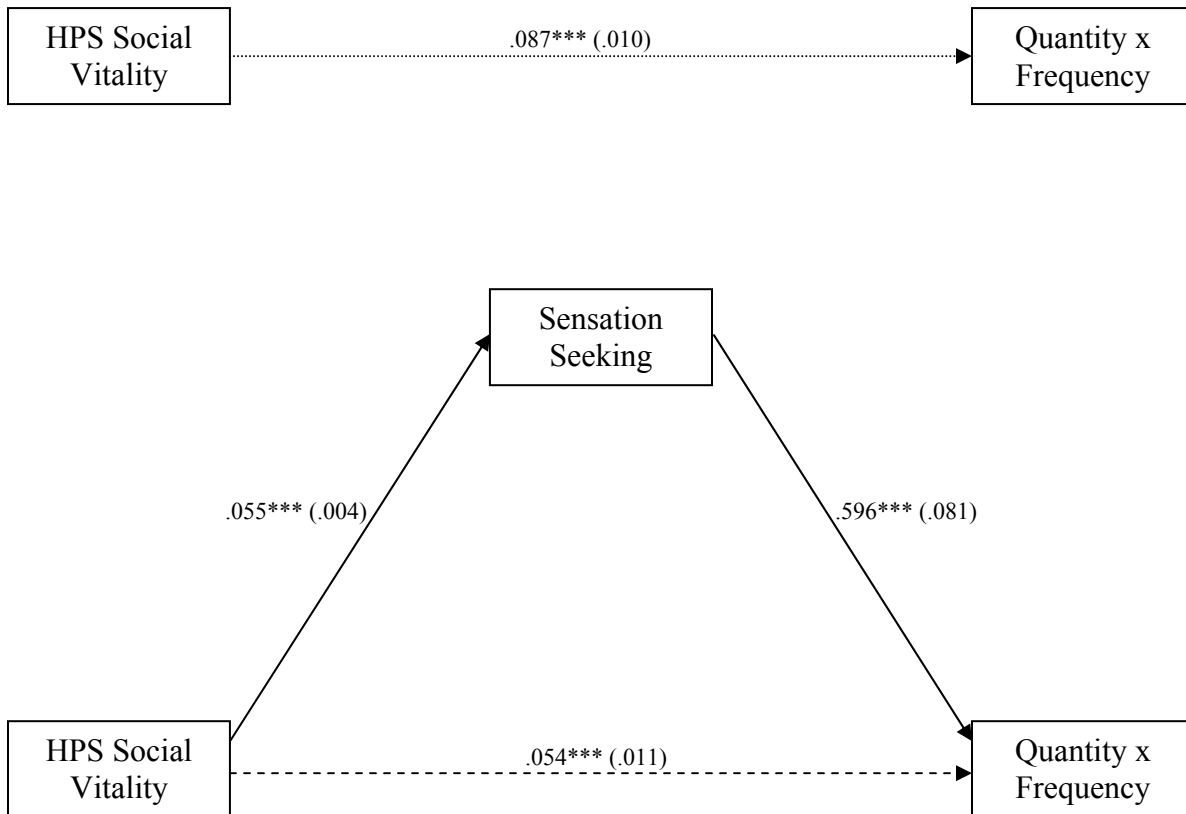 HPS Social
Vitality
.087*** (.010)
Quantity x
Frequency
Sensation
Seeking
.055*** (.004)
.596*** (.081)
HPS Social
Vitality
.054*** (.011)
Quantity x
Frequency